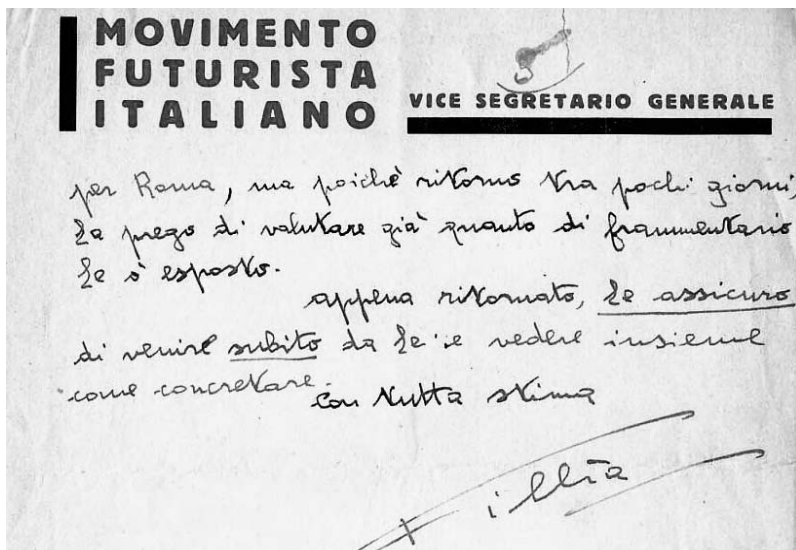 MOVIMENTO
FUTURISTA
ITALIANO
VICE SEGRETARIO GENERALE
per Roma, ma poichè ritorno tra pochi giorni,
La prego di valutare già quanto di frammentario
Le ò esposto.
appena ritornato, Le assicuro
di venire subito da Lei e vedere insieme
come concretare.
Con tutta stima
Fillìa